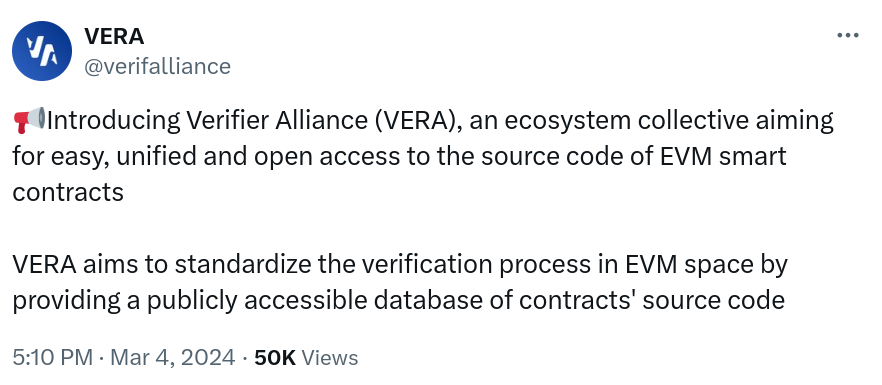 VERA
@verifalliance
📢Introducing Verifier Alliance (VERA), an ecosystem collective aiming
for easy, unified and open access to the source code of EVM smart
contracts
VERA aims to standardize the verification process in EVM space by
providing a publicly accessible database of contracts' source code
5:10 PM · Mar 4, 2024 · 50K Views